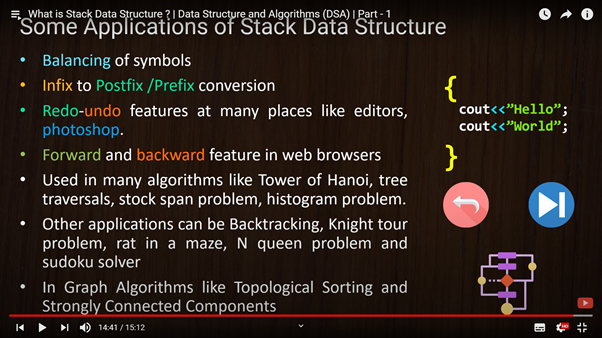 What is Stack Data Structure ? | Data Structure and Algorithms (DSA) | Part - 1
Some Applications of Stack Data Structure
• Balancing of symbols
• Infix to Postfix /Prefix conversion
• Redo-undo features at many places like editors,
photoshop.
• Forward and backward feature in web browsers
• Used in many algorithms like Tower of Hanoi, tree
traversals, stock span problem, histogram problem.
• Other applications can be Backtracking, Knight tour
problem, rat in a maze, N queen problem and
sudoku solver
• In Graph Algorithms like Topological Sorting and
Strongly Connected Components
{
cout<<”Hello”;
cout<<”World”;
}
14:41 / 15:12
HD